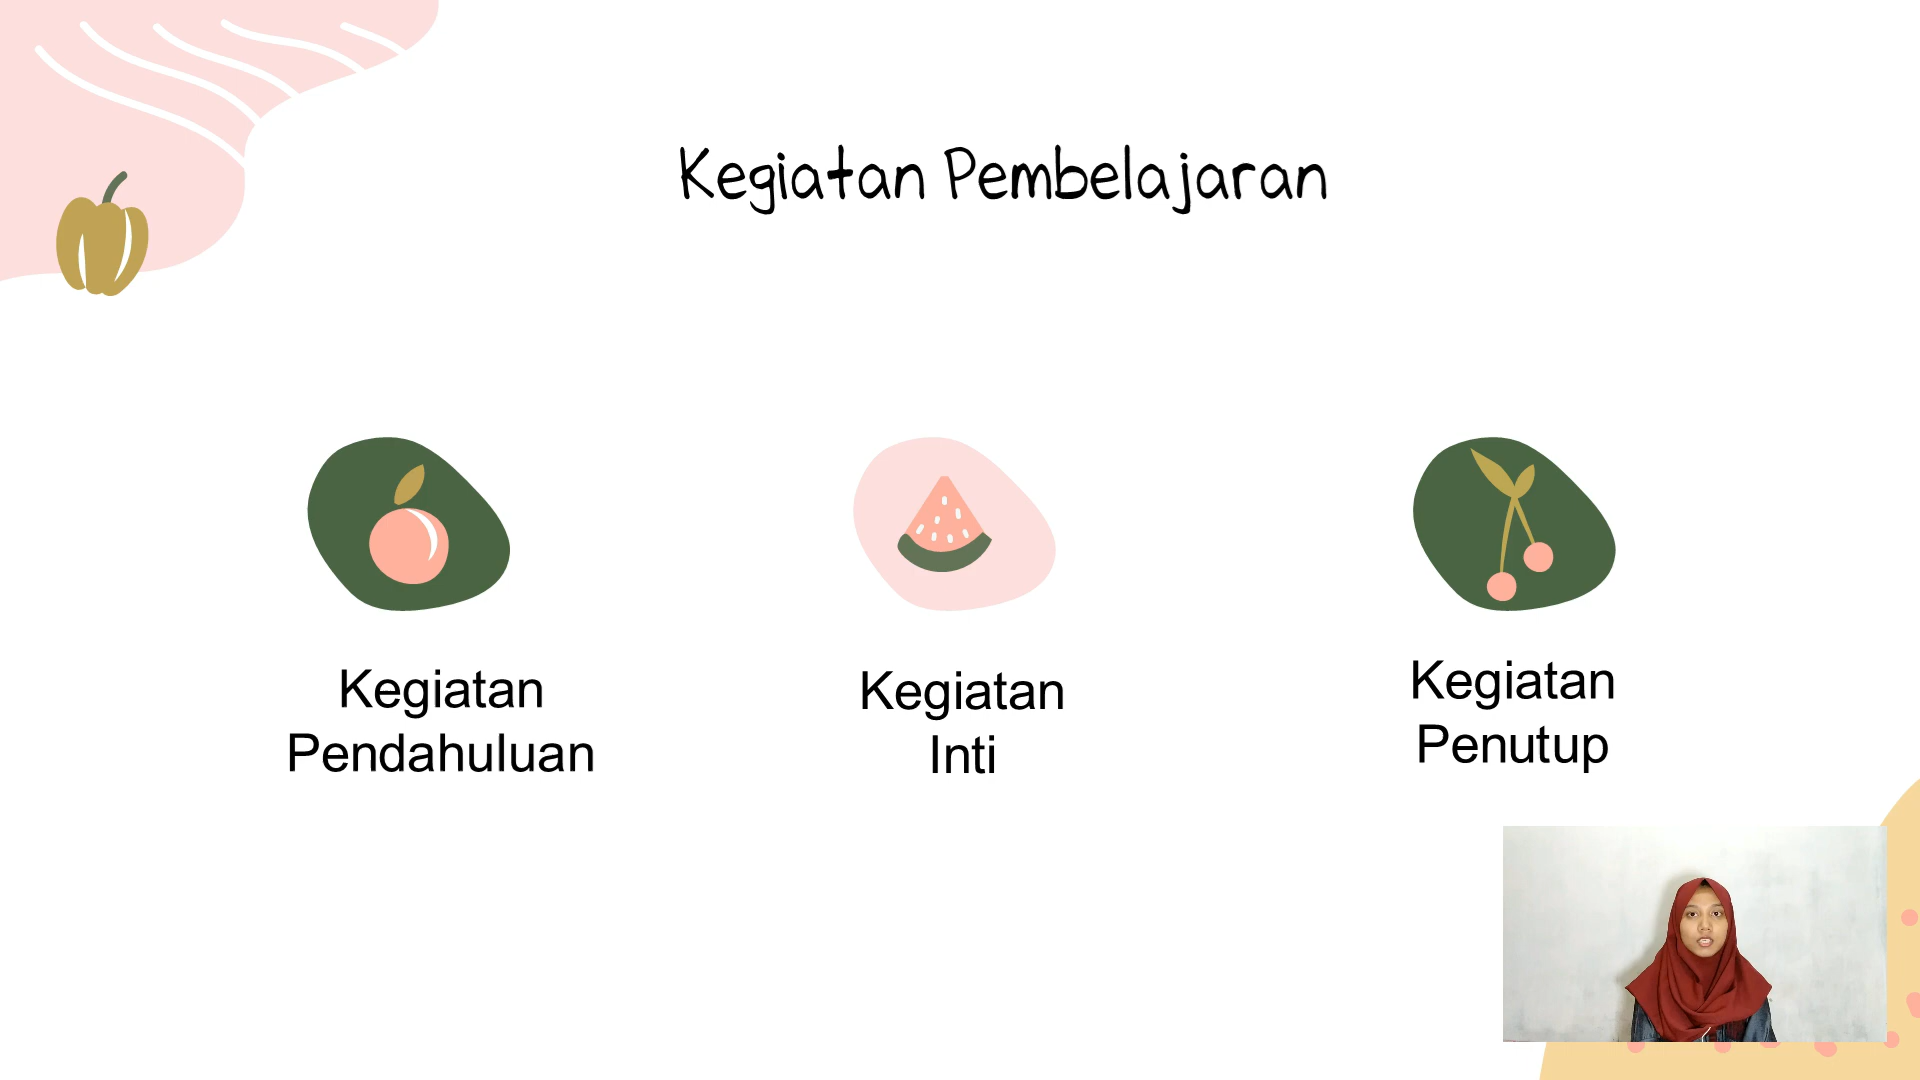 Kegiatan Pembelajaran
Kegiatan
Pendahuluan
Kegiatan
Inti
Kegiatan
Penutup